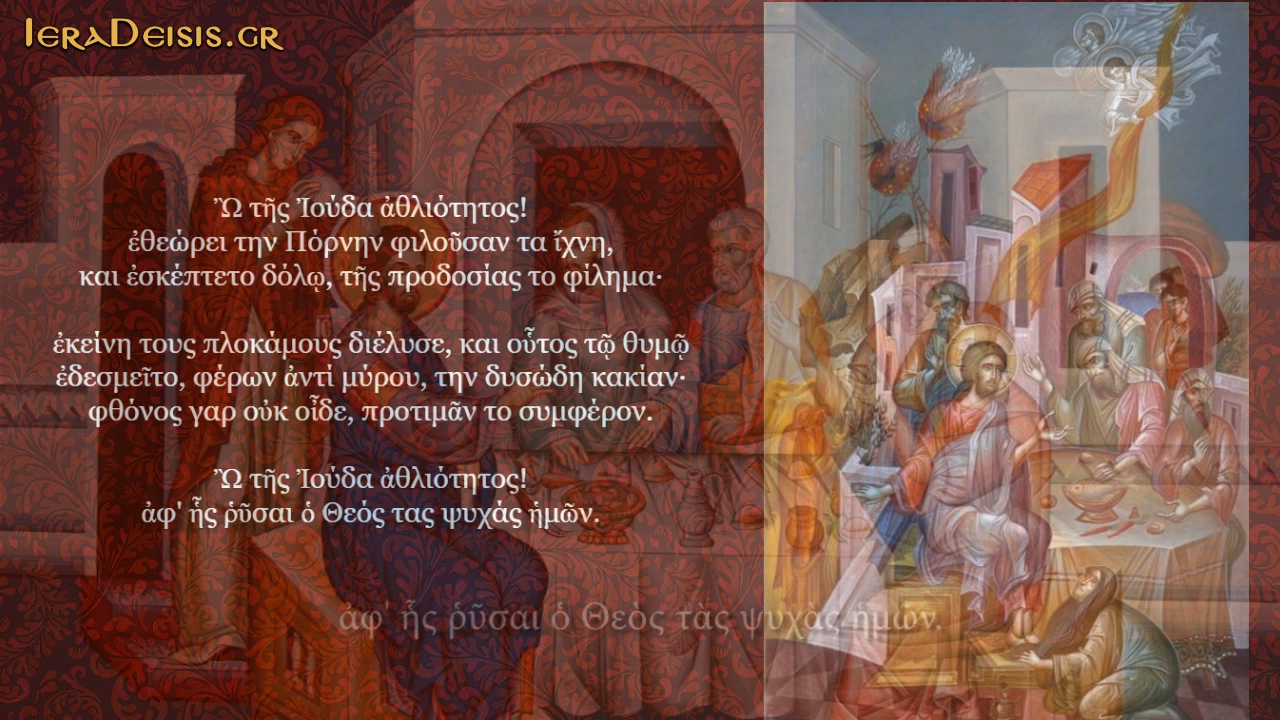 IeraDeisis.gr
Ὢ τῆς Ἰούδα ἀθλιότητος!
ἐθεώρει την Πόρνην φιλοῦσαν τα ἴχνη,
και ἐσκέπτετο δόλῳ, τῆς προδοσίας το φίλημα·
ἐκείνη τους πλοκάμους διέλυσε, και οὗτος τῷ θυμῷ
ἐδεσμεῖτο, φέρων ἀντί μύρου, την δυσώδη κακίαν·
φθόνος γαρ οὐκ οἶδε, προτιμᾶν το συμφέρον.
Ὢ τῆς Ἰούδα ἀθλιότητος!
ἀφ' ἧς ῥῦσαι ὁ Θεός τας ψυχάς ἡμῶν.
ἀφ' ἧς ῥῦσαι ὁ Θεὸς τὰς ψυχὰς ἡμῶν.